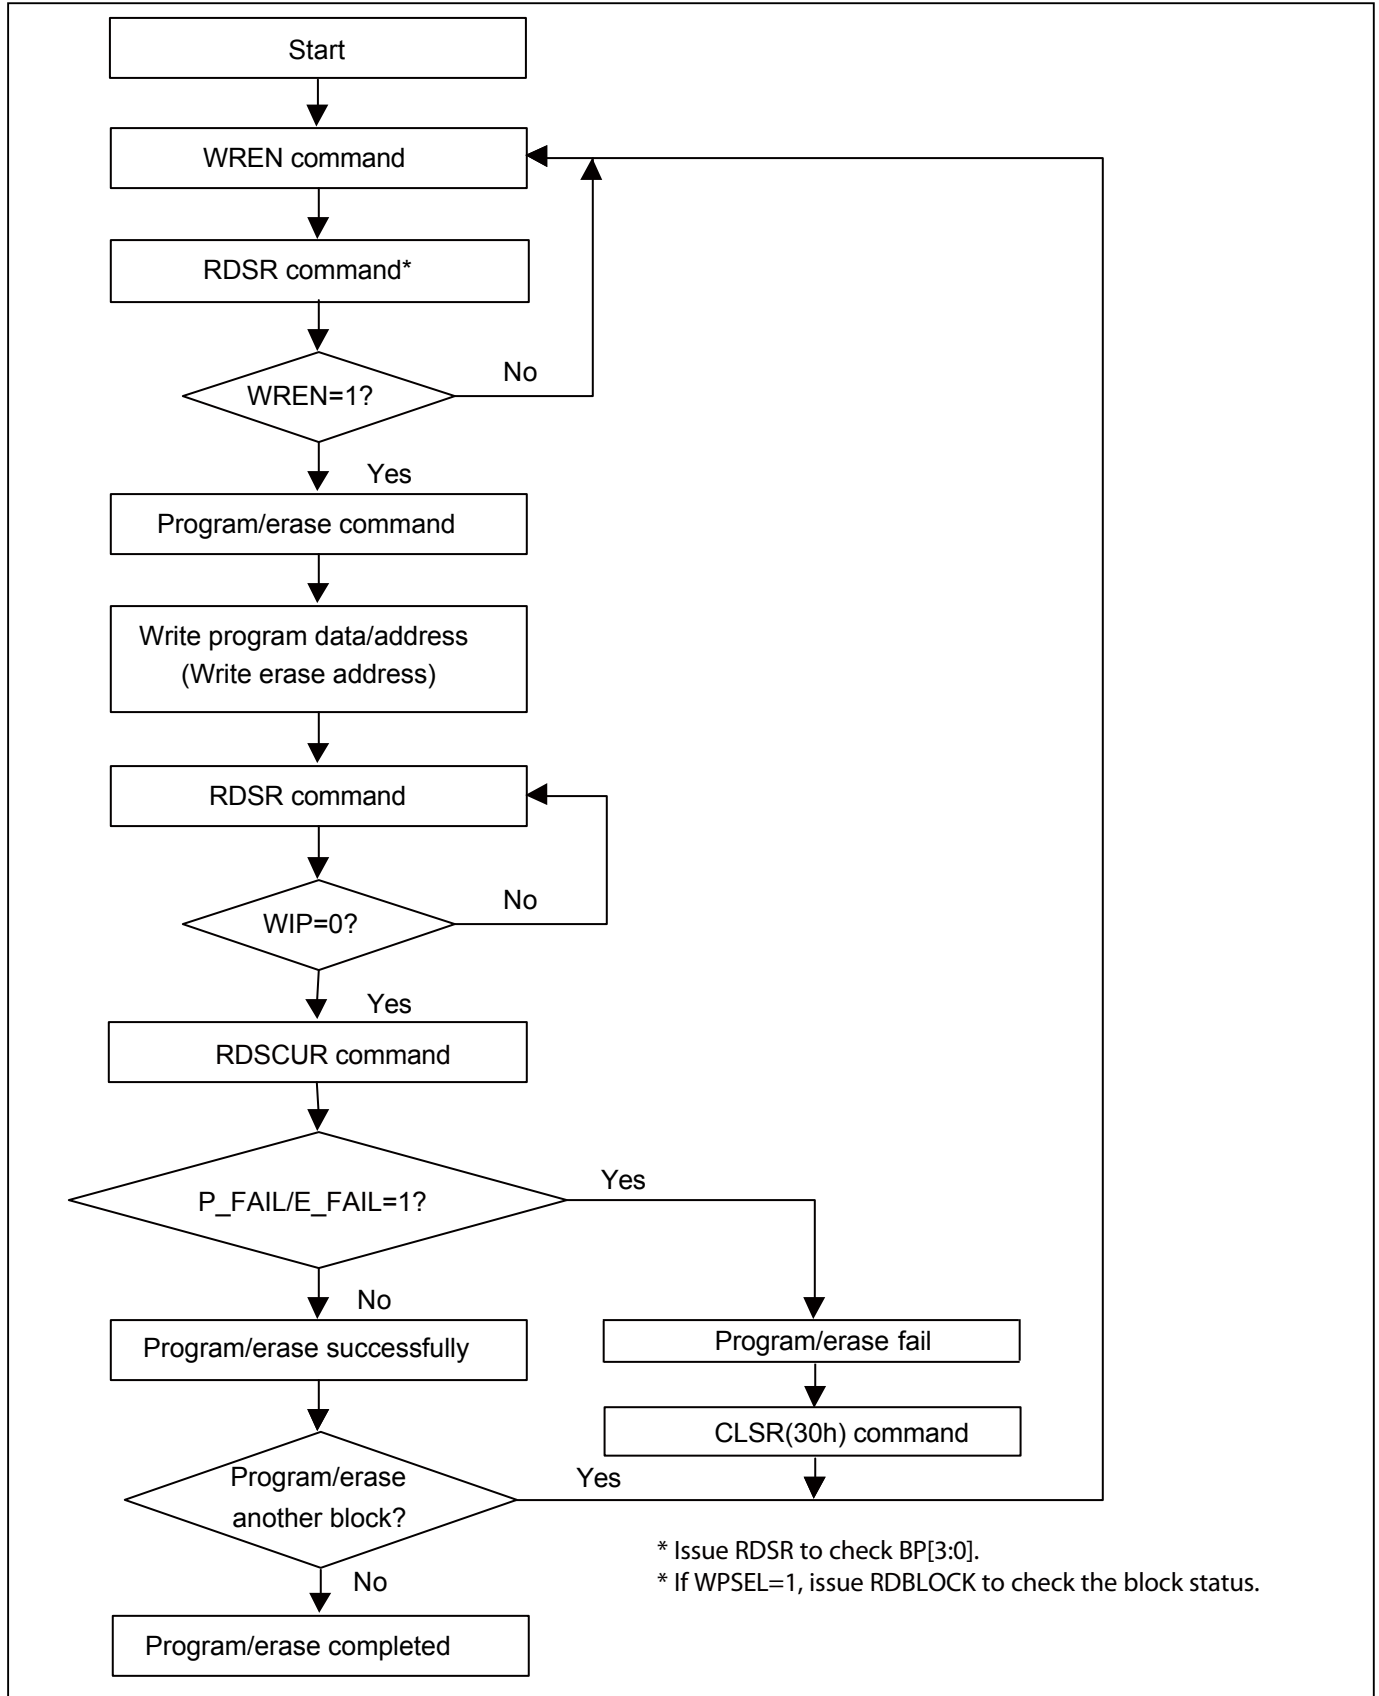 Start
WREN command
RDSR command*
WREN=1?
No
Yes
Program/erase command
Write program data/address
(Write erase address)
RDSR command
WIP=0?
No
Yes
RDSCUR command
P_FAIL/E_FAIL=1?
Yes
No
Program/erase successfully
Program/erase fail
CLSR(30h) command
Program/erase
another block?
Yes
No
* Issue RDSR to check BP[3:0].
* If WPSEL=1, issue RDBLOCK to check the block status.
Program/erase completed